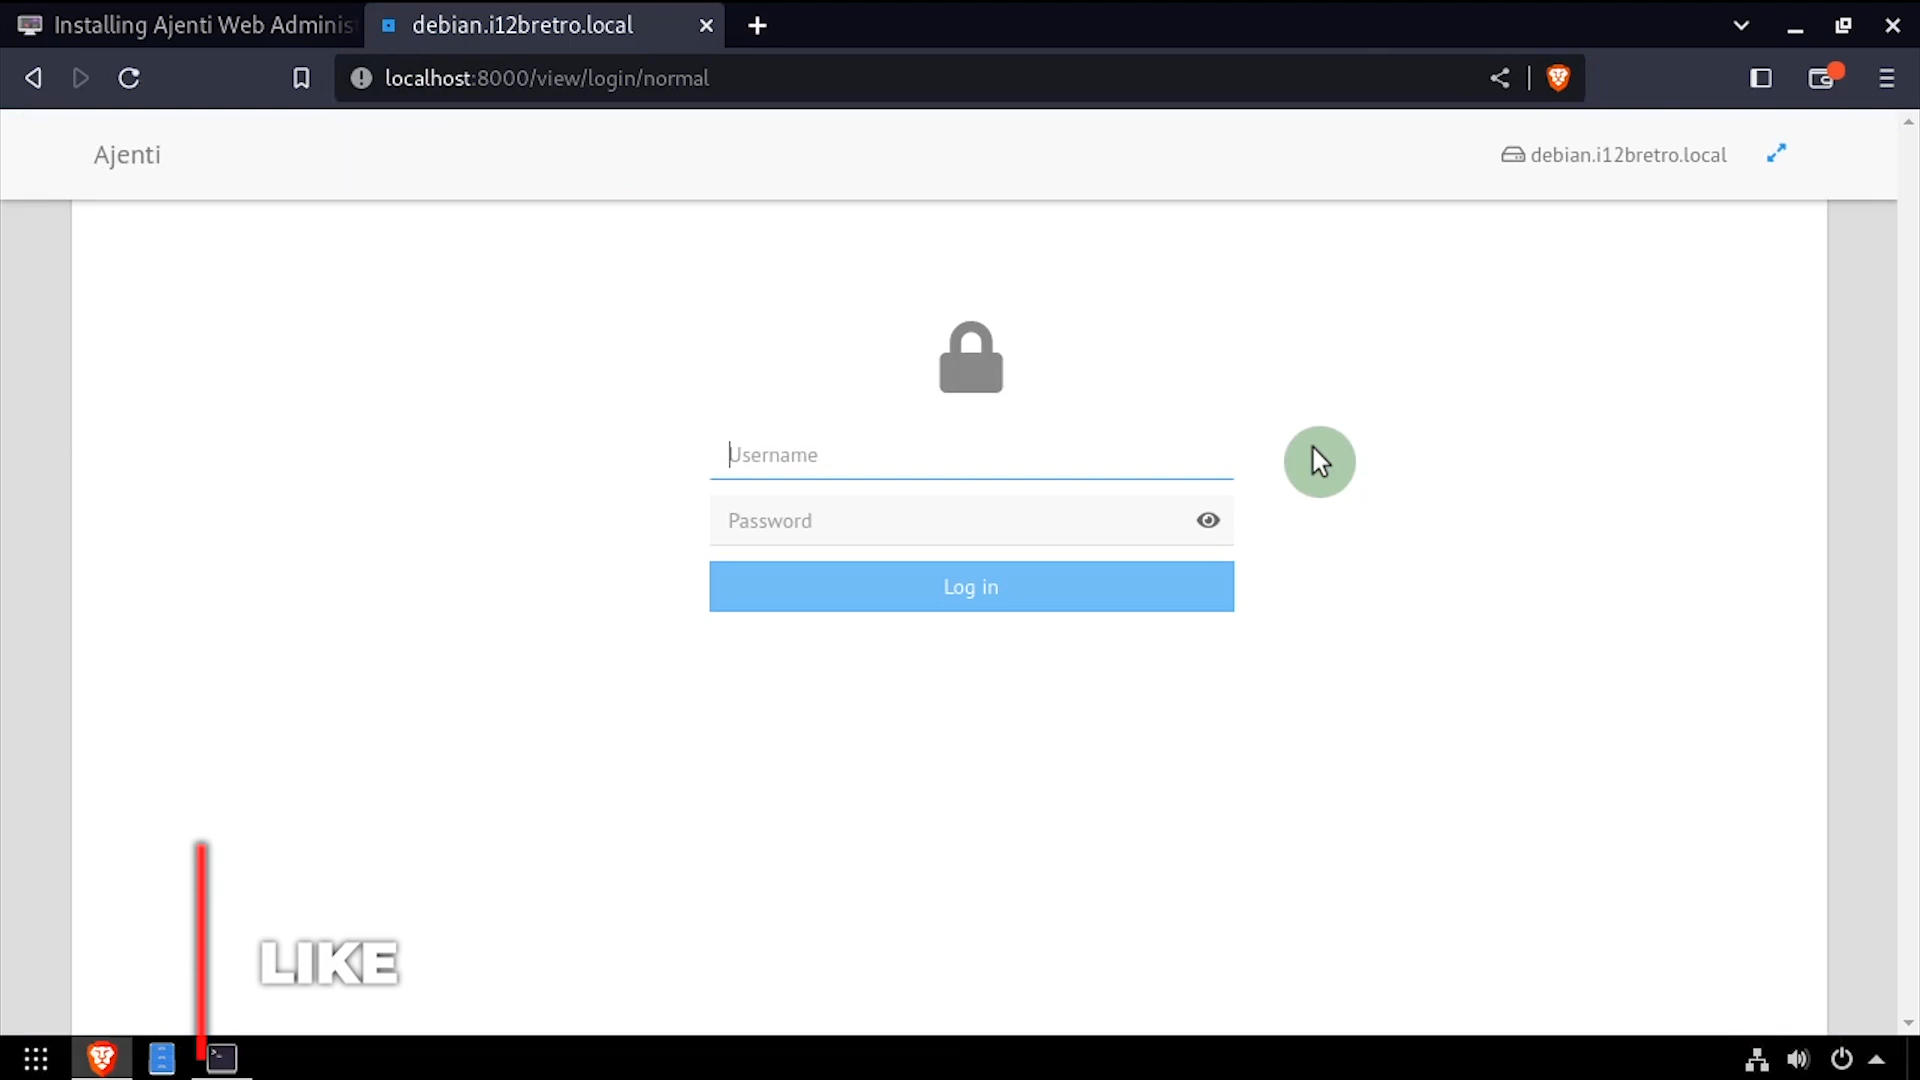 Installing Ajenti Web Adminis
debian.i12bretro.local
localhost:8000/view/login/normal
Ajenti
debian.i12bretro.local
Username
Password
Log in
LIKE